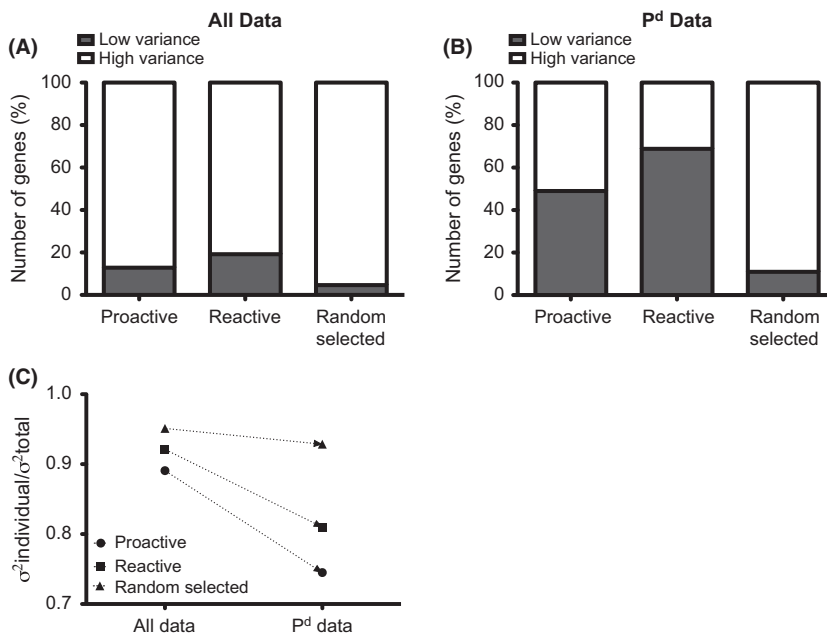 All Data
(A)
Low variance
High variance
Number of genes (%)
100
80
60
40
20
0
Proactive
Reactive
Random selected
P^d Data
(B)
Low variance
High variance
Number of genes (%)
100
80
60
40
20
0
Proactive
Reactive
Random selected
(C)
σ²individual/σ²total
1.0
0.9
0.8
0.7
Proactive
Reactive
Random selected
All data
P^d data